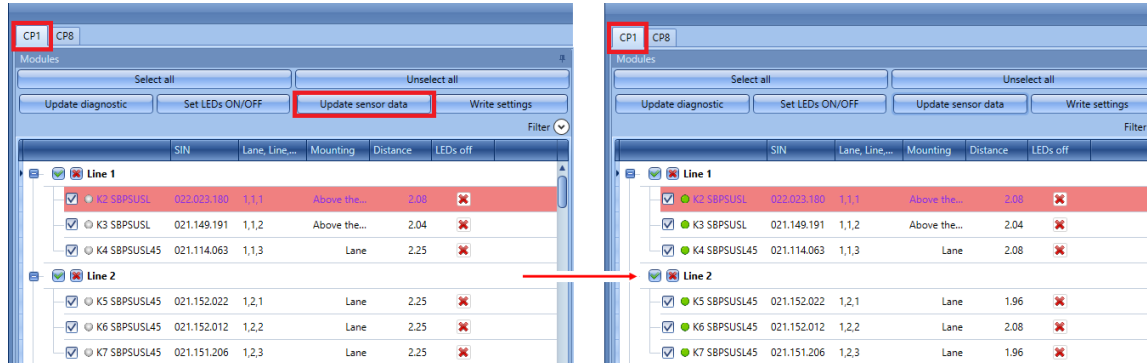 CP1 CP8
Modules
Select all Unselect all
Update diagnostic Set LEDs ON/OFF Update sensor data Write settings
Filter
SIN Lane, Line,... Mounting Distance LEDs off
Line 1
K2 SBPSUSL 022.023.180 1,1,1 Above the... 2.08
K3 SBPSUSL 021.149.191 1,1,2 Above the... 2.04
K4 SBPSUSL45 021.114.063 1,1,3 Lane 2.25
Line 2
K5 SBPSUSL45 021.152.022 1,2,1 Lane 2.25
K6 SBPSUSL45 021.152.012 1,2,2 Lane 2.25
K7 SBPSUSL45 021.151.206 1,2,3 Lane 2.25
CP1 CP8
Modules
Select all Unselect all
Update diagnostic Set LEDs ON/OFF Update sensor data Write settings
Filter
SIN Lane, Line,... Mounting Distance LEDs off
Line 1
K2 SBPSUSL 022.023.180 1,1,1 Above the... 2.08
K3 SBPSUSL 021.149.191 1,1,2 Above the... 2.04
K4 SBPSUSL45 021.114.063 1,1,3 Lane 2.08
Line 2
K5 SBPSUSL45 021.152.022 1,2,1 Lane 1.96
K6 SBPSUSL45 021.152.012 1,2,2 Lane 2.08
K7 SBPSUSL45 021.151.206 1,2,3 Lane 1.96